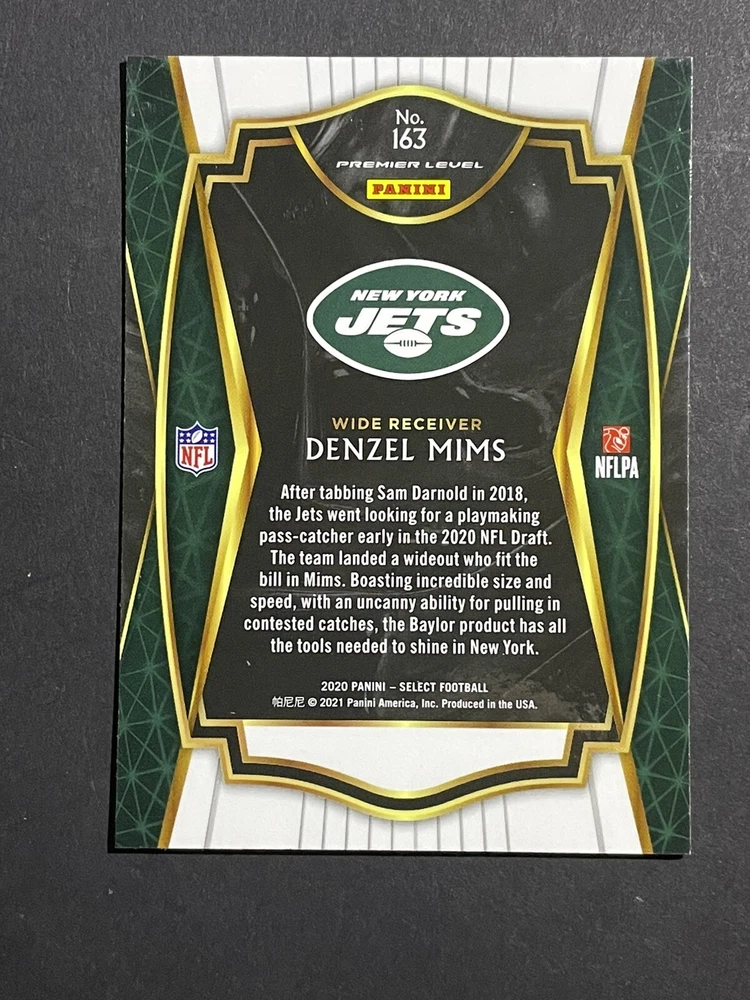 No.
163
PREMIER LEVEL
PANINI
NEW YORK
JETS
WIDE RECEIVER
DENZEL MIMS
NFL
NFLPA
After tabbing Sam Darnold in 2018,
the Jets went looking for a playmaking
pass-catcher early in the 2020 NFL Draft.
The team landed a wideout who fit the
bill in Mims. Boasting incredible size and
speed, with an uncanny ability for pulling in
contested catches, the Baylor product has all
the tools needed to shine in New York.
2020 PANINI – SELECT FOOTBALL
帕尼尼 © 2021 Panini America, Inc. Produced in the USA.